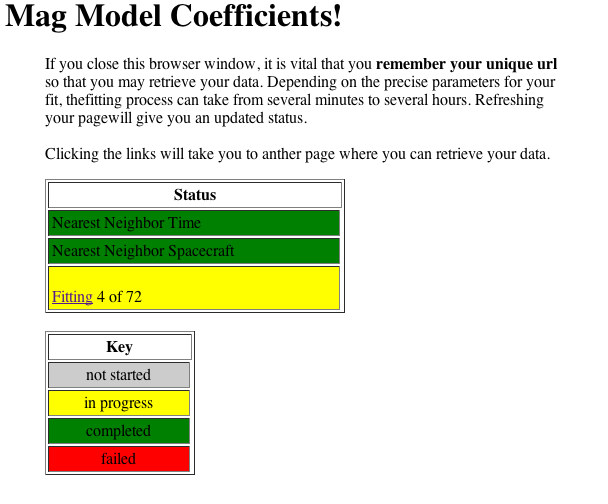 Mag Model Coefficients!
If you close this browser window, it is vital that you remember your unique url
so that you may retrieve your data. Depending on the precise parameters for your
fit, thefitting process can take from several minutes to several hours. Refreshing
your pagewill give you an updated status.
Clicking the links will take you to anther page where you can retrieve your data.
Status
Nearest Neighbor Time
Nearest Neighbor Spacecraft
Fitting 4 of 72
Key
not started
in progress
completed
failed